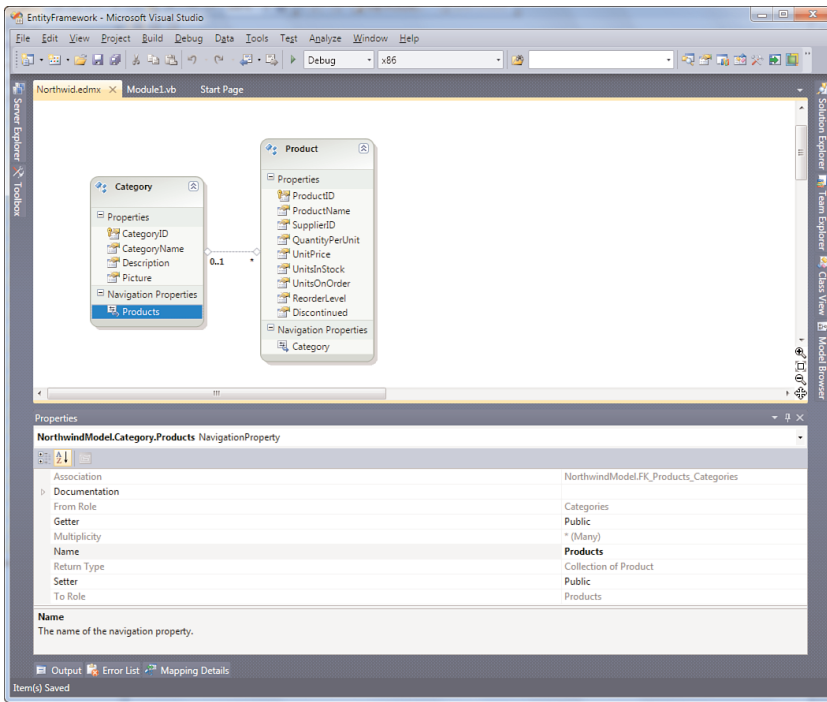 EntityFramework - Microsoft Visual Studio
File Edit View Project Build Debug Data Tools Test Analyze Window Help
Debug x86
Northwid.edmx Module1.vb Start Page
Server Explorer
Toolbox
Category
Properties
CategoryID
CategoryName
Description
Picture
Navigation Properties
Products
0..1 *
Product
Properties
ProductID
ProductName
SupplierID
QuantityPerUnit
UnitPrice
UnitsInStock
UnitsOnOrder
ReorderLevel
Discontinued
Navigation Properties
Category
Solution Explorer
Team Explorer
Class View
Model Browser
Properties
NorthwindModel.Category.Products NavigationProperty
Association NorthwindModel.FK_Products_Categories
Documentation
From Role Categories
Getter Public
Multiplicity * (Many)
Name Products
Return Type Collection of Product
Setter Public
To Role Products
Name
The name of the navigation property.
Output Error List Mapping Details
Item(s) Saved